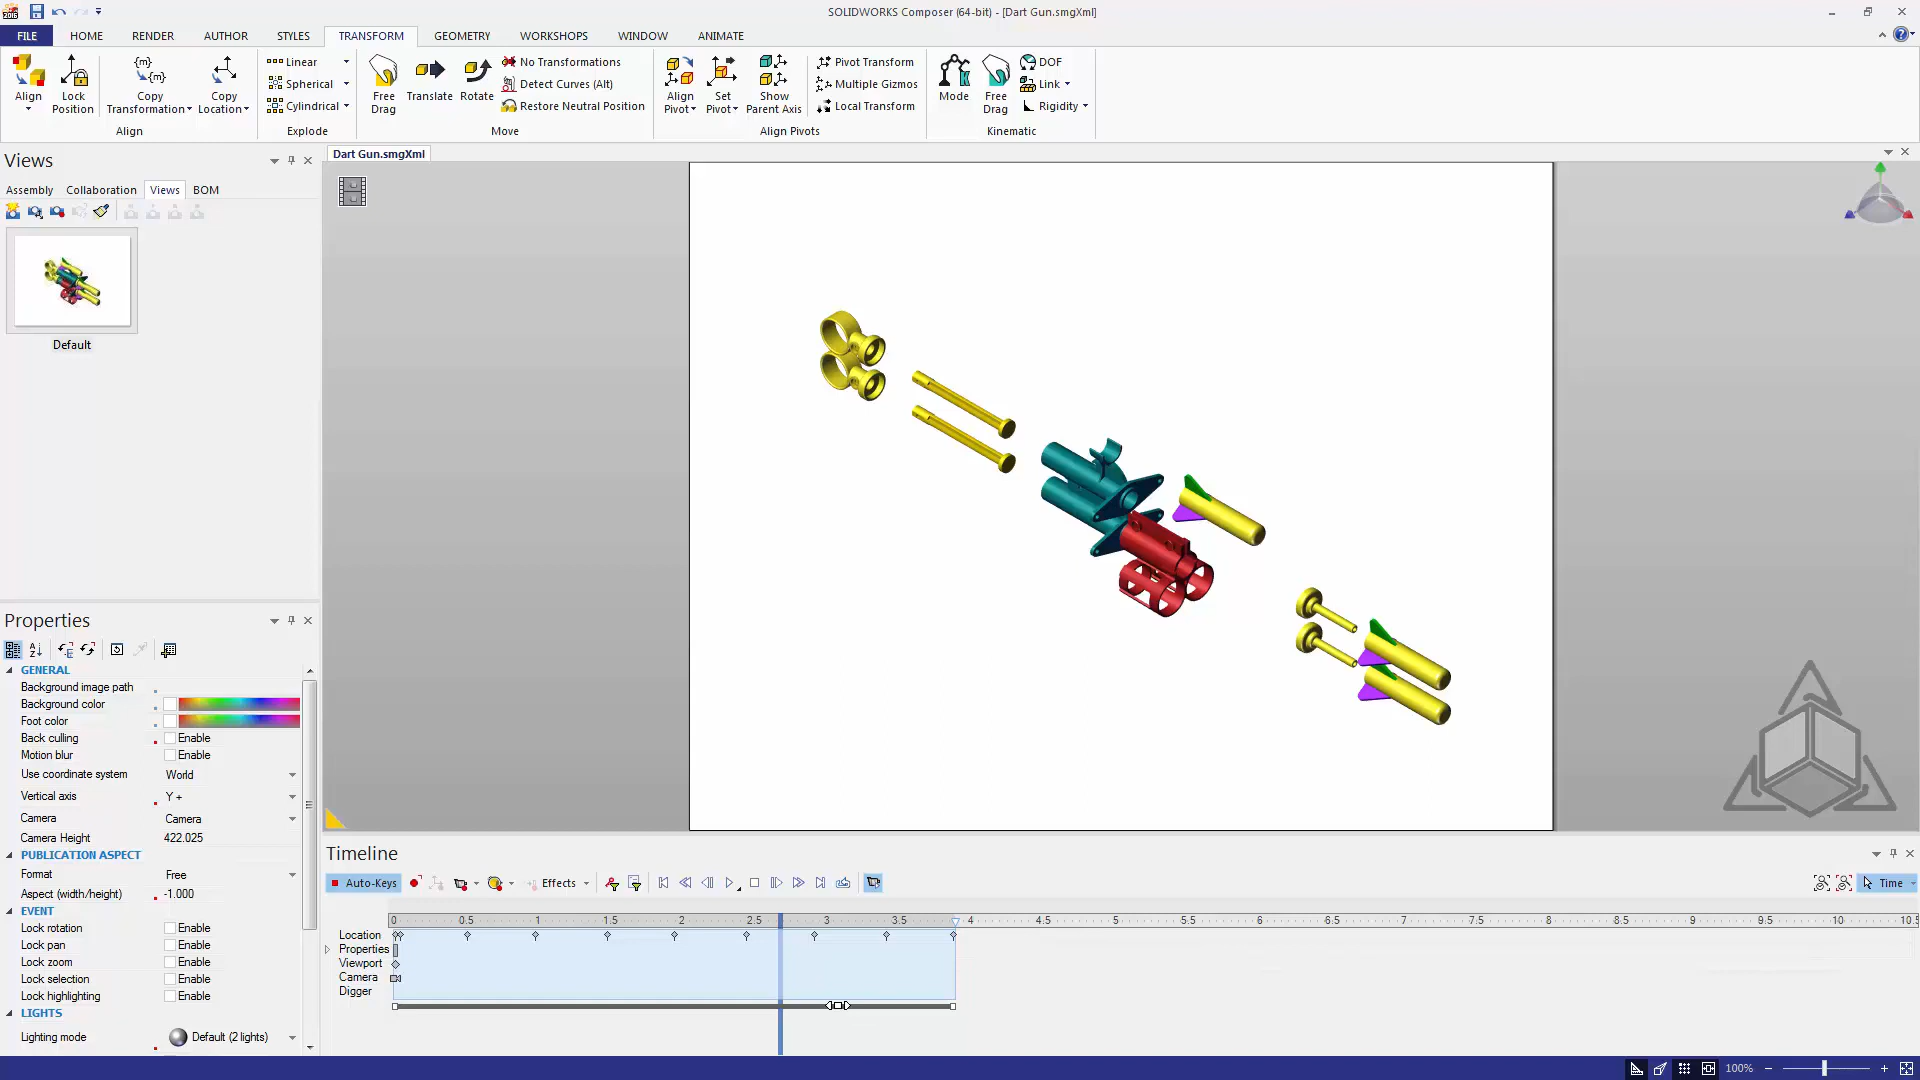 SOLIDWORKS Composer (64-bit) - [Dart Gun.smgXml]
FILE HOME RENDER AUTHOR STYLES TRANSFORM GEOMETRY WORKSHOPS WINDOW ANIMATE
Align
Lock Position
Copy Transformation
Copy Location
Align
Linear
Spherical
Cylindrical
Explode
Free Drag
Translate
Rotate
No Transformations
Detect Curves (Alt)
Restore Neutral Position
Move
Align Pivot
Set Pivot
Show Parent Axis
Pivot Transform
Multiple Gizmos
Local Transform
Align Pivots
Mode
Free Drag
DOF
Link
Rigidity
Kinematic
Views
Assembly Collaboration Views BOM
Default
Dart Gun.smgXml
Properties
GENERAL
Background image path
Background color
Foot color
Back culling Enable
Motion blur Enable
Use coordinate system World
Vertical axis Y +
Camera Camera
Camera Height 422.025
PUBLICATION ASPECT
Format Free
Aspect (width/height) -1.000
EVENT
Lock rotation Enable
Lock pan Enable
Lock zoom Enable
Lock selection Enable
Lock highlighting Enable
LIGHTS
Lighting mode Default (2 lights)
Timeline
Auto-Keys Effects Time
0 0.5 1 1.5 2 2.5 3 3.5 4 4.5 5 5.5 6 6.5 7 7.5 8 8.5 9 9.5 10 10.5
Location
Properties
Viewport
Camera
Digger
100%